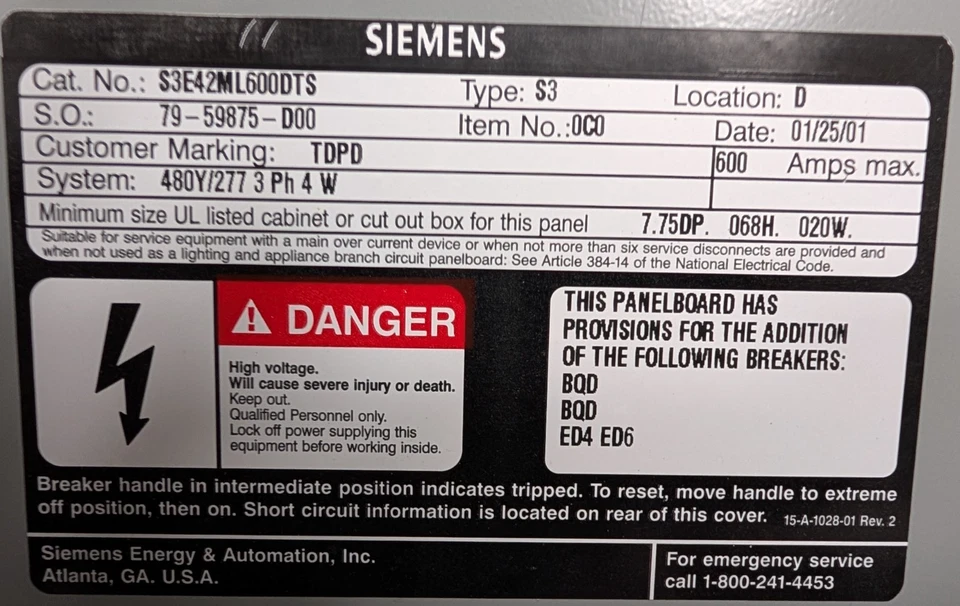 SIEMENS
Cat. No.: S3E42ML600DTS Type: S3 Location: D
S.O.: 79-59875-D00 Item No.:0C0 Date: 01/25/01
Customer Marking: TDPD 600 Amps max.
System: 480Y/277 3 Ph 4 W
Minimum size UL listed cabinet or cut out box for this panel 7.75DP. 068H. 020W.
Suitable for service equipment with a main over current device or when not more than six service disconnects are provided and
when not used as a lighting and appliance branch circuit panelboard: See Article 384-14 of the National Electrical Code.
DANGER
High voltage.
Will cause severe injury or death.
Keep out.
Qualified Personnel only.
Lock off power supplying this
equipment before working inside.
THIS PANELBOARD HAS
PROVISIONS FOR THE ADDITION
OF THE FOLLOWING BREAKERS:
BQD
BQD
ED4 ED6
Breaker handle in intermediate position indicates tripped. To reset, move handle to extreme
off position, then on. Short circuit information is located on rear of this cover. 15-A-1028-01 Rev. 2
Siemens Energy & Automation, Inc.
Atlanta, GA. U.S.A.
For emergency service
call 1-800-241-4453